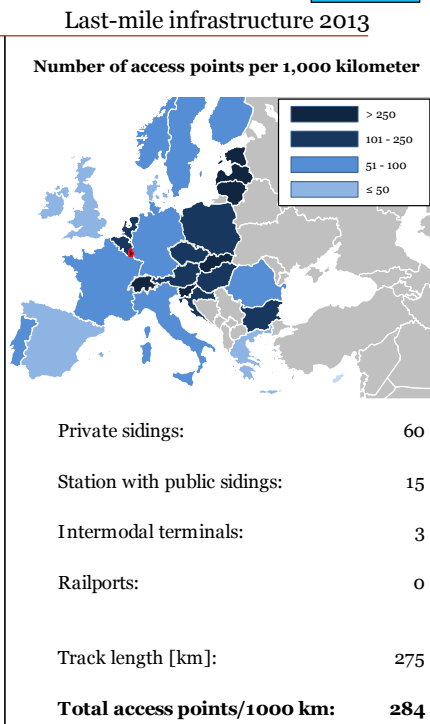 Last-mile infrastructure 2013
Number of access points per 1,000 kilometer
> 250
101 - 250
51 - 100
≤ 50
Private sidings: 60
Station with public sidings: 15
Intermodal terminals: 3
Railports: 0
Track length [km]: 275
Total access points/1000 km: 284